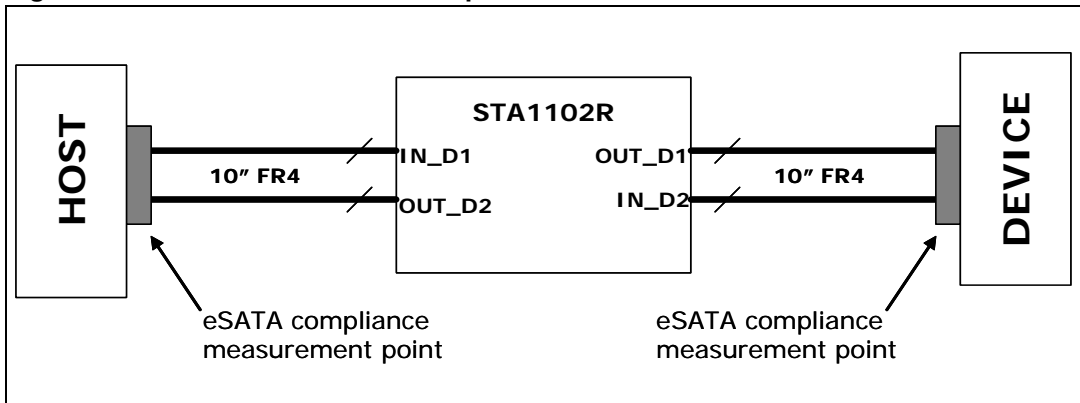 HOST
10" FR4
STA1102R
IN_D1
OUT_D2
OUT_D1
IN_D2
10" FR4
DEVICE
eSATA compliance
measurement point
eSATA compliance
measurement point